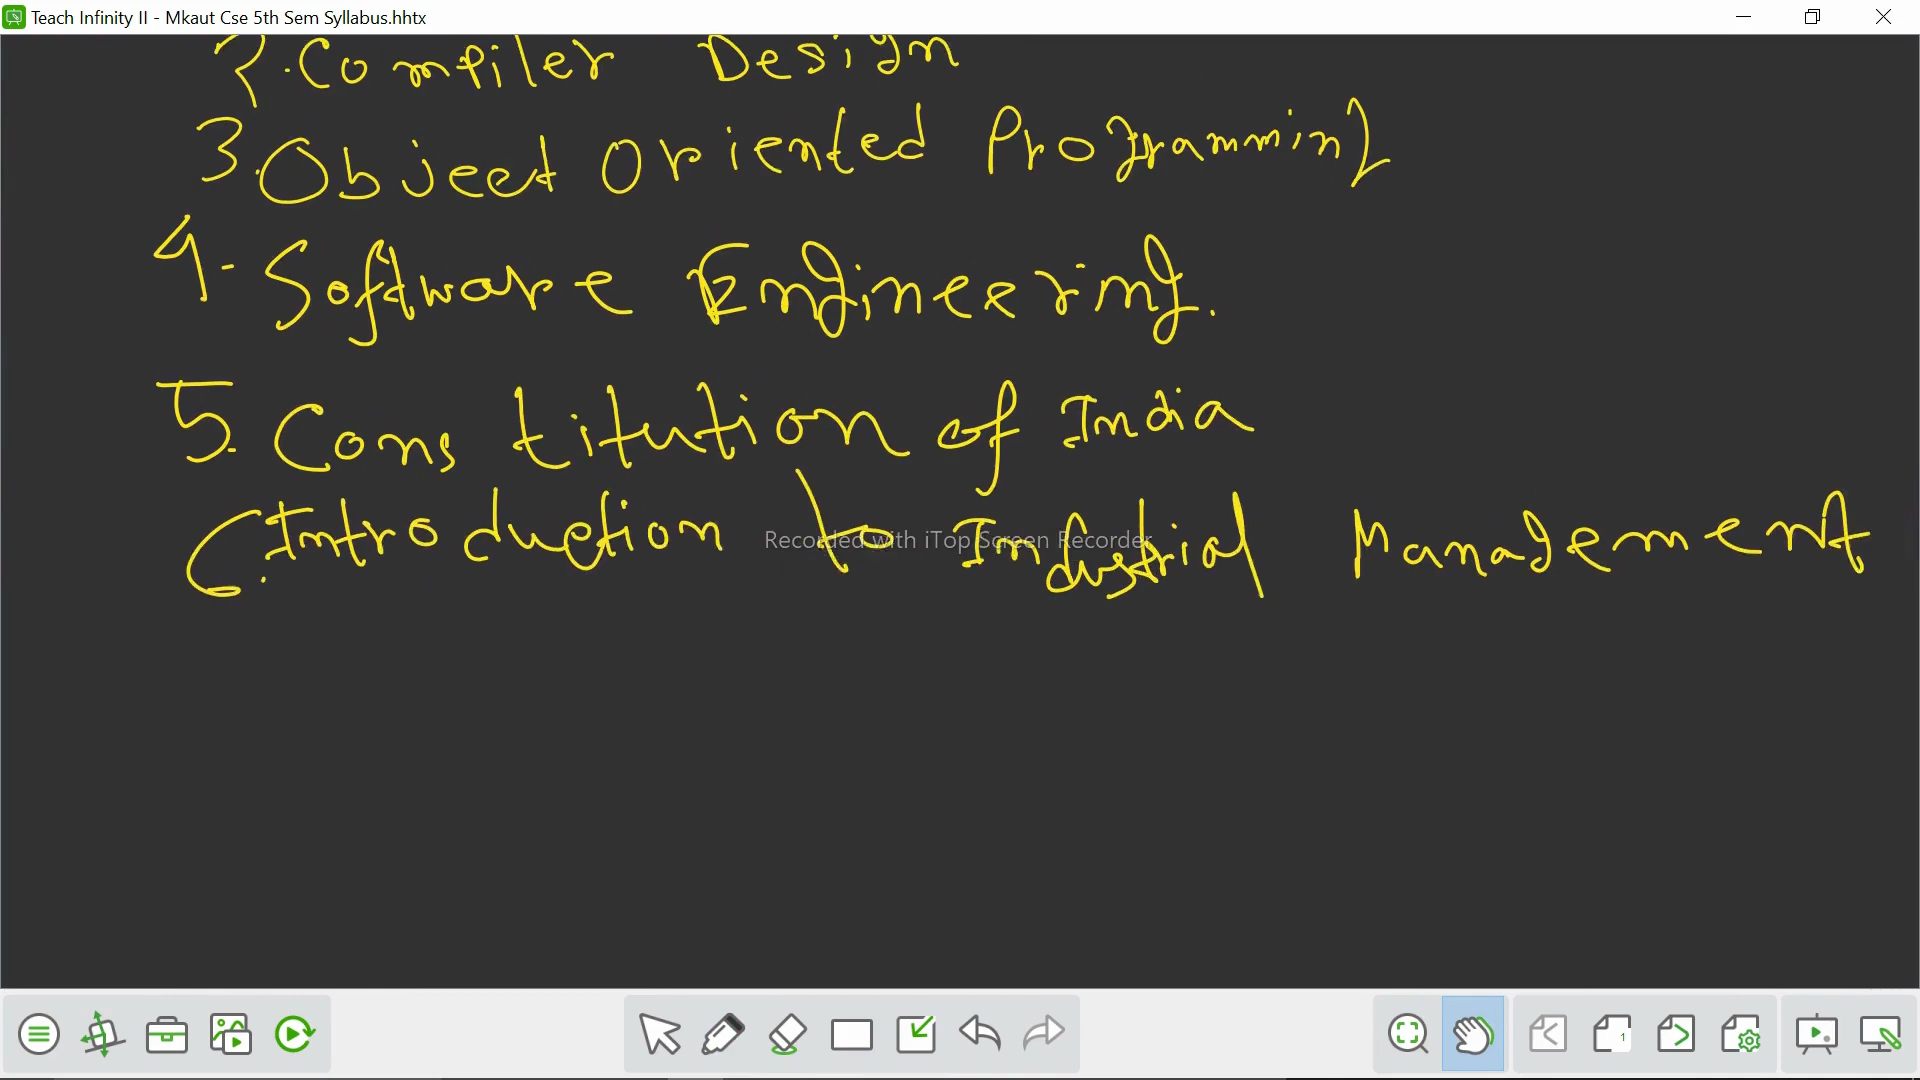 Teach Infinity II - Mkaut Cse 5th Sem Syllabus.hhtx
2. Compiler Design
3. Object Oriented Programming
4. Software Engineering.
5. Constitution of India
6. Introduction to Industrial Management
Recorded with iTop Screen Recorder
1